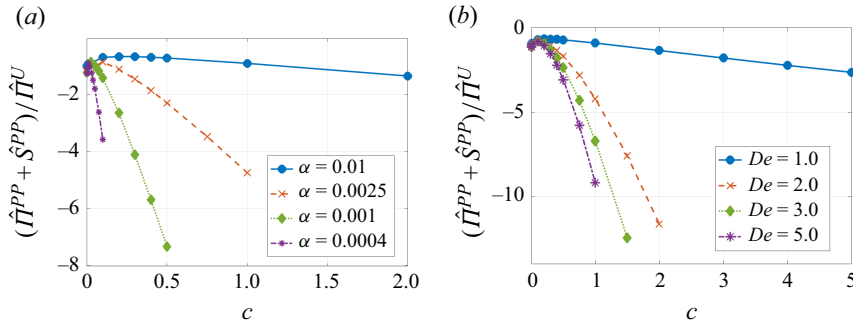 (a)
(Π̂^PP + Ŝ^PP)/Π̂^U
−2
−4
−6
−8
0
0.5
1.0
1.5
2.0
c
α = 0.01
α = 0.0025
α = 0.001
α = 0.0004
(b)
(Π̂^PP + Ŝ^PP)/Π̂^U
0
−5
−10
0
1
2
3
4
5
c
De = 1.0
De = 2.0
De = 3.0
De = 5.0